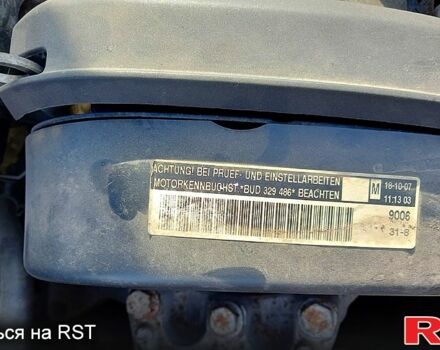 ACHTUNG! BEI PRUEF- UND EINSTELLARBEITEN
MOTORKENNBUCHST. *BUD 329 486* BEACHTEN
M
18-10-07
11:13 03
9006
31-8
ься на RST
R